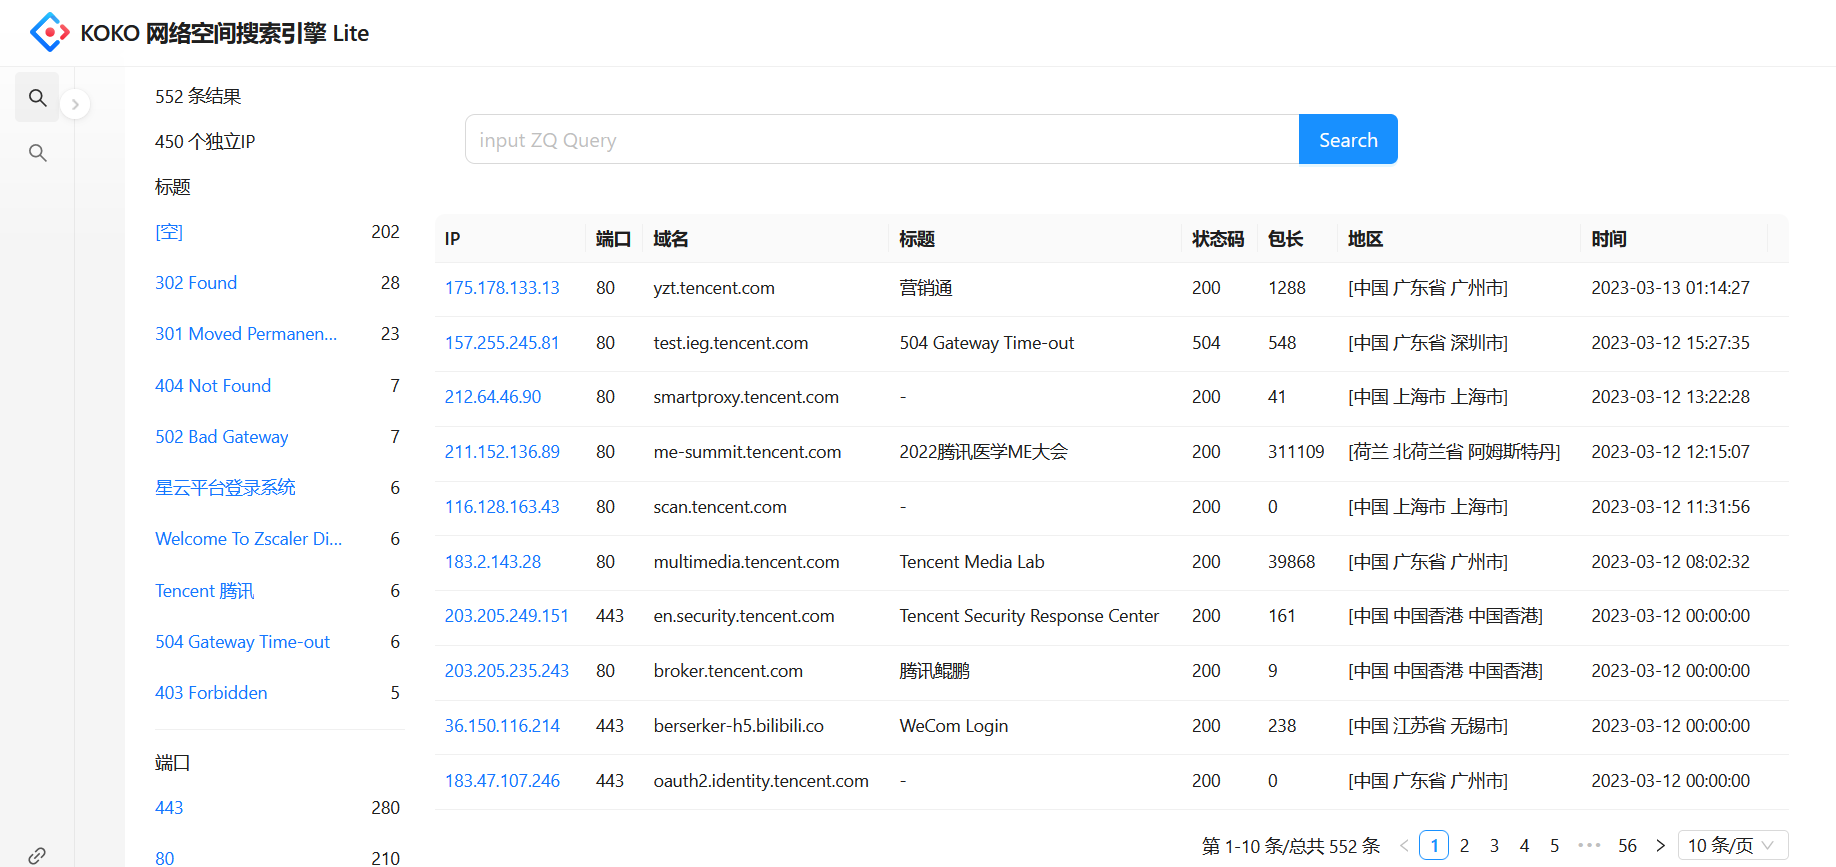 KOKO 网络空间搜索引擎 Lite
552 条结果
450 个独立IP
标题
[空] 202
302 Found 28
301 Moved Permanen... 23
404 Not Found 7
502 Bad Gateway 7
星云平台登录系统 6
Welcome To Zscaler Di... 6
Tencent 腾讯 6
504 Gateway Time-out 6
403 Forbidden 5
端口
443 280
80 210
input ZQ Query Search
IP 端口 域名 标题 状态码 包长 地区 时间
175.178.133.13 80 yzt.tencent.com 营销通 200 1288 [中国 广东省 广州市] 2023-03-13 01:14:27
157.255.245.81 80 test.ieg.tencent.com 504 Gateway Time-out 504 548 [中国 广东省 深圳市] 2023-03-12 15:27:35
212.64.46.90 80 smartproxy.tencent.com - 200 41 [中国 上海市 上海市] 2023-03-12 13:22:28
211.152.136.89 80 me-summit.tencent.com 2022腾讯医学ME大会 200 311109 [荷兰 北荷兰省 阿姆斯特丹] 2023-03-12 12:15:07
116.128.163.43 80 scan.tencent.com - 200 0 [中国 上海市 上海市] 2023-03-12 11:31:56
183.2.143.28 80 multimedia.tencent.com Tencent Media Lab 200 39868 [中国 广东省 广州市] 2023-03-12 08:02:32
203.205.249.151 443 en.security.tencent.com Tencent Security Response Center 200 161 [中国 中国香港 中国香港] 2023-03-12 00:00:00
203.205.235.243 80 broker.tencent.com 腾讯鲲鹏 200 9 [中国 中国香港 中国香港] 2023-03-12 00:00:00
36.150.116.214 443 berserker-h5.bilibili.co WeCom Login 200 238 [中国 江苏省 无锡市] 2023-03-12 00:00:00
183.47.107.246 443 oauth2.identity.tencent.com - 200 0 [中国 广东省 广州市] 2023-03-12 00:00:00
第 1-10 条/总共 552 条 < 1 2 3 4 5 ••• 56 > 10 条/页